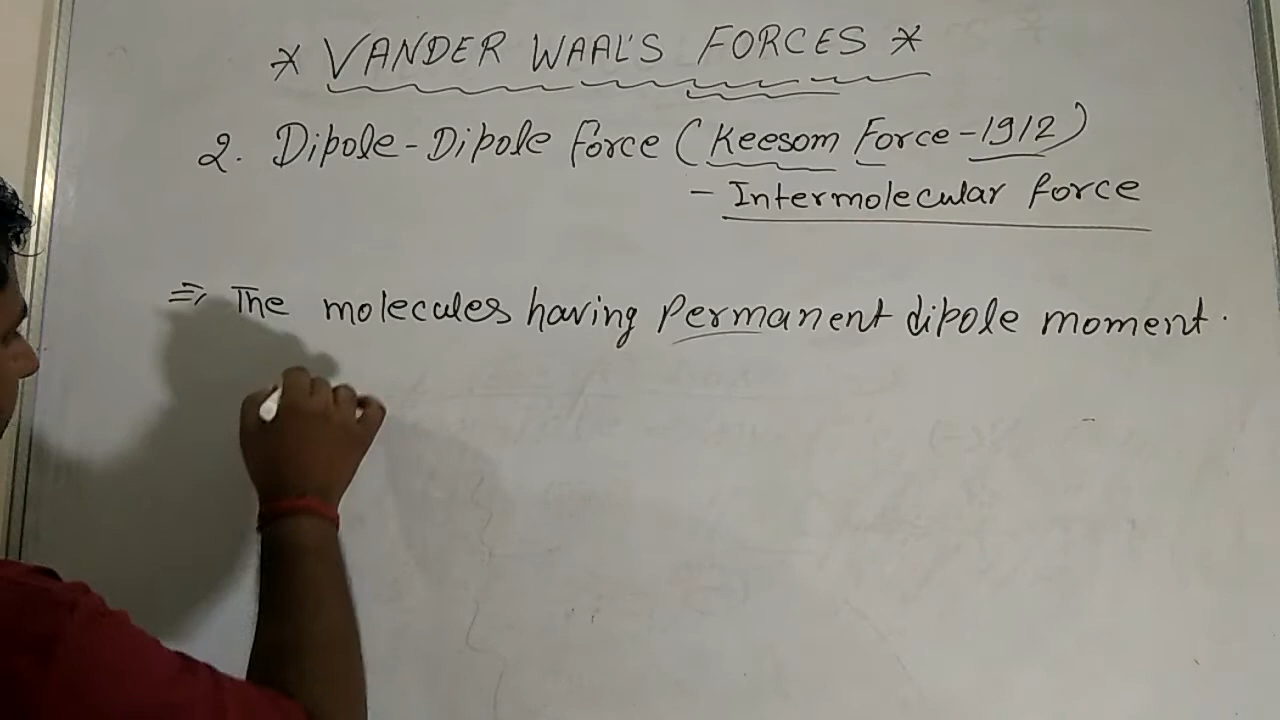 * VANDER WAAL'S FORCES *
2. Dipole-Dipole force (Keesom Force-1912)
- Intermolecular force
⇒ The molecules having permanent dipole moment.